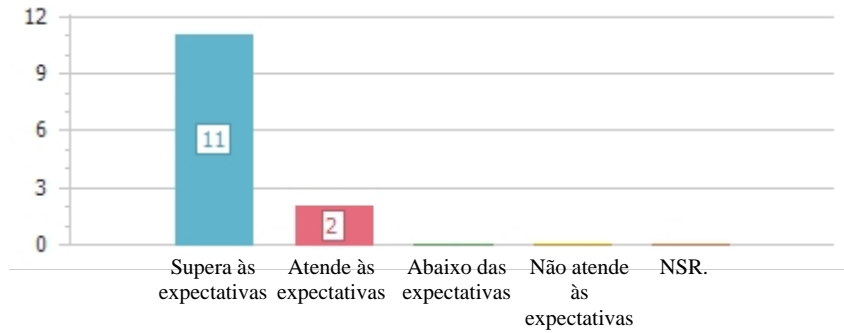 12
9
6
3
0
11
2
Supera às
expectativas
Atende às
expectativas
Abaixo das
expectativas
Não atende
às
expectativas
NSR.